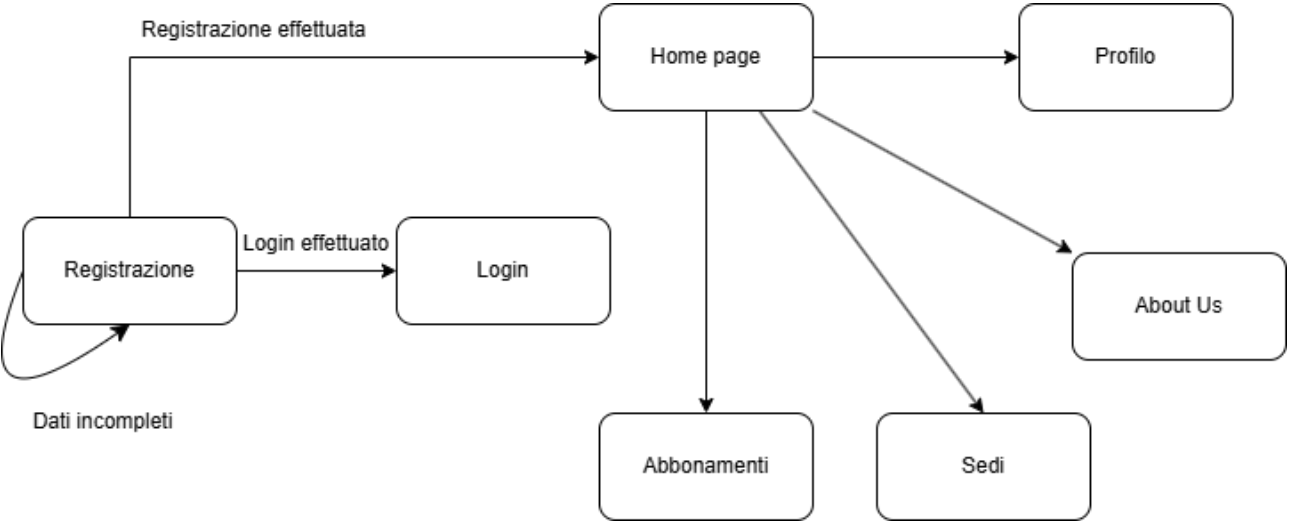 Registrazione effettuata
Home page
Profilo
Registrazione
Login effettuato
Login
About Us
Dati incompleti
Abbonamenti
Sedi